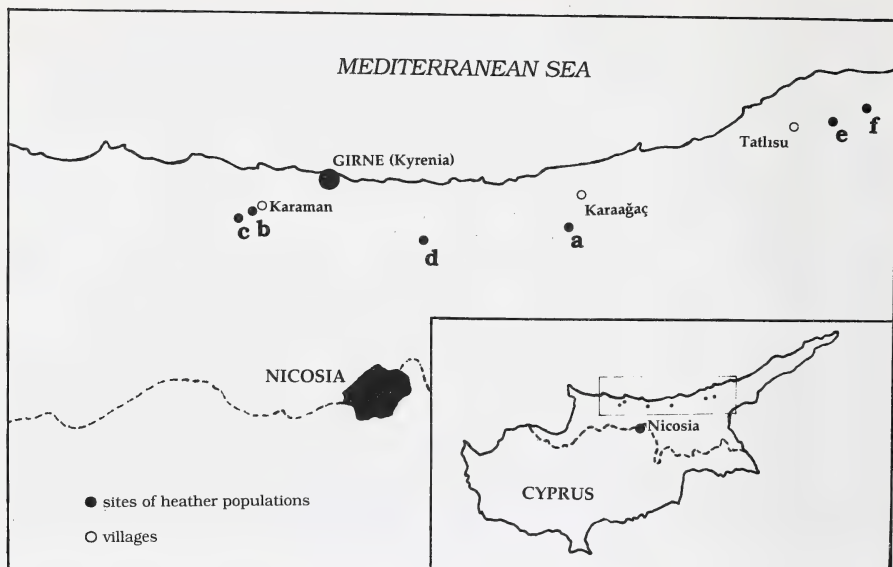 MEDITERRANEAN SEA
f
e
Tatlısu
GIRNE (Kyrenia)
Karaman
Karaağaç
c
b
a
d
NICOSIA
Nicosia
CYPRUS
sites of heather populations
villages